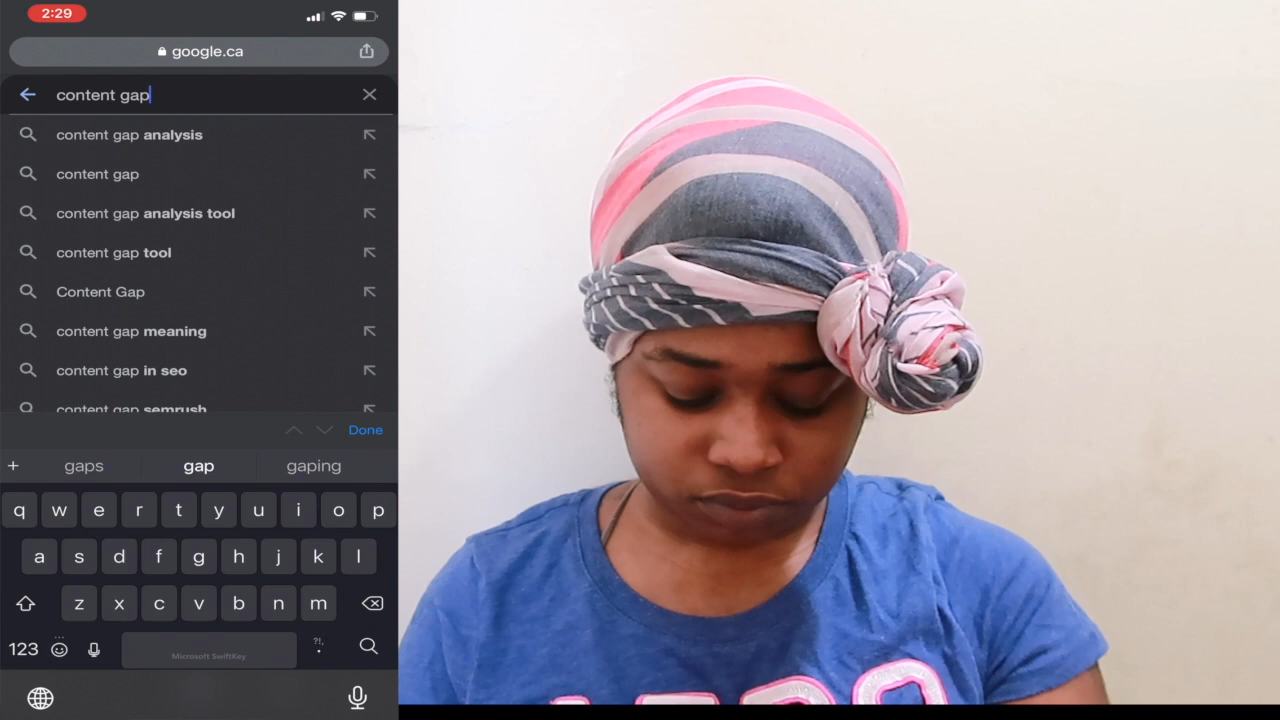 2:29
google.ca
content gap
content gap analysis
content gap
content gap analysis tool
content gap tool
Content Gap
content gap meaning
content gap in seo
content gap semrush
Done
+ gaps gap gaping
q w e r t y u i o p
a s d f g h j k l
z x c v b n m
123 ?!,.
Microsoft SwiftKey